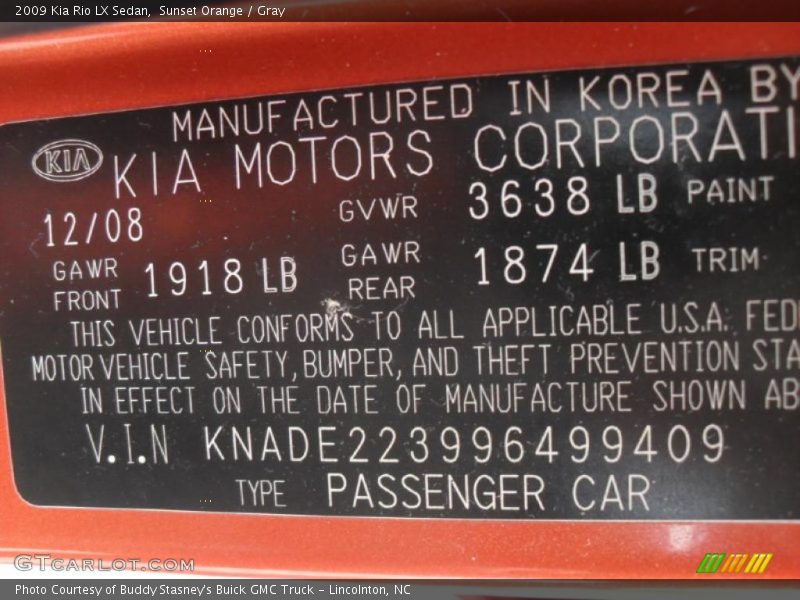 2009 Kia Rio LX Sedan,  Sunset Orange / Gray
MANUFACTURED IN KOREA BY
KIA KIA MOTORS CORPORATI
12/08 GVWR 3638 LB PAINT
GAWR FRONT 1918 LB GAWR REAR 1874 LB TRIM
THIS VEHICLE CONFORMS TO ALL APPLICABLE U.S.A. FED
MOTOR VEHICLE SAFETY, BUMPER, AND THEFT PREVENTION STA
IN EFFECT ON THE DATE OF MANUFACTURE SHOWN AB
V.I.N KNADE223996499409
TYPE PASSENGER CAR
GTCARLOT.COM
Photo Courtesy of Buddy Stasney's Buick GMC Truck – Lincolnton, NC